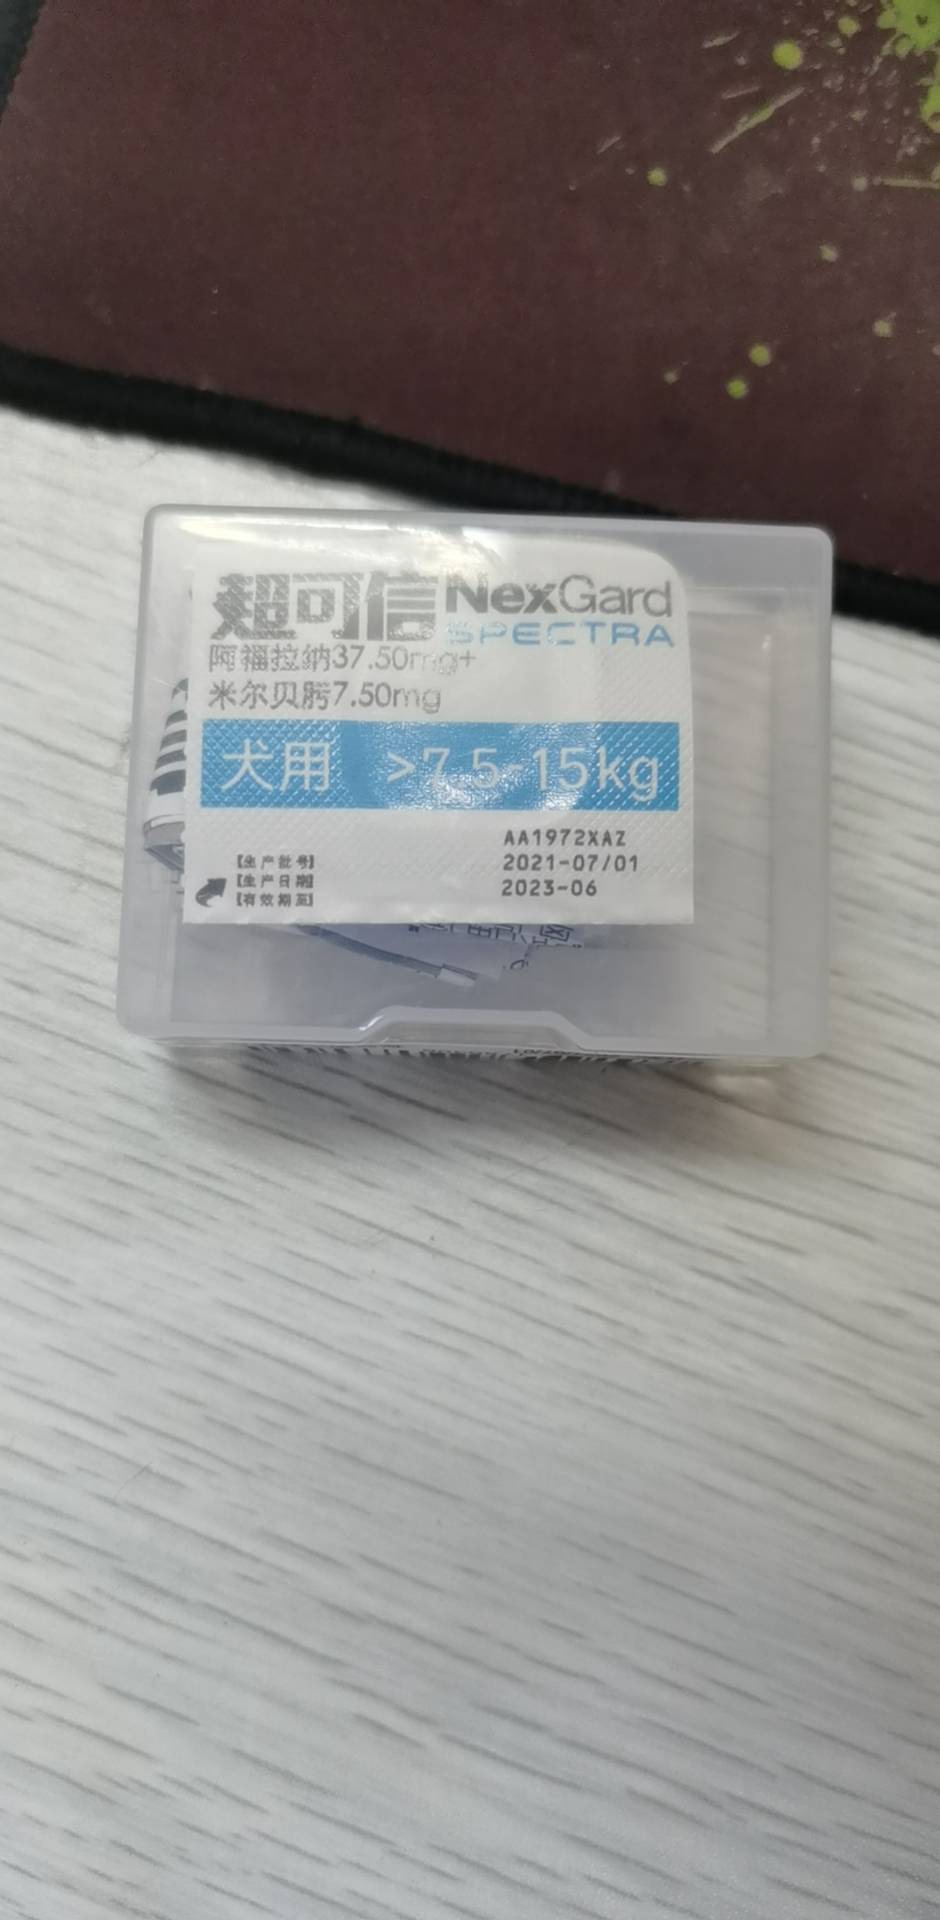 超可信 NexGard
SPECTRA
阿福拉纳37.50mg+
米尔贝肟7.50mg
犬用 >7.5-15kg
AA1972XAZ
【生产批号】
2021-07/01
【生产日期】
2023-06
【有效期至】